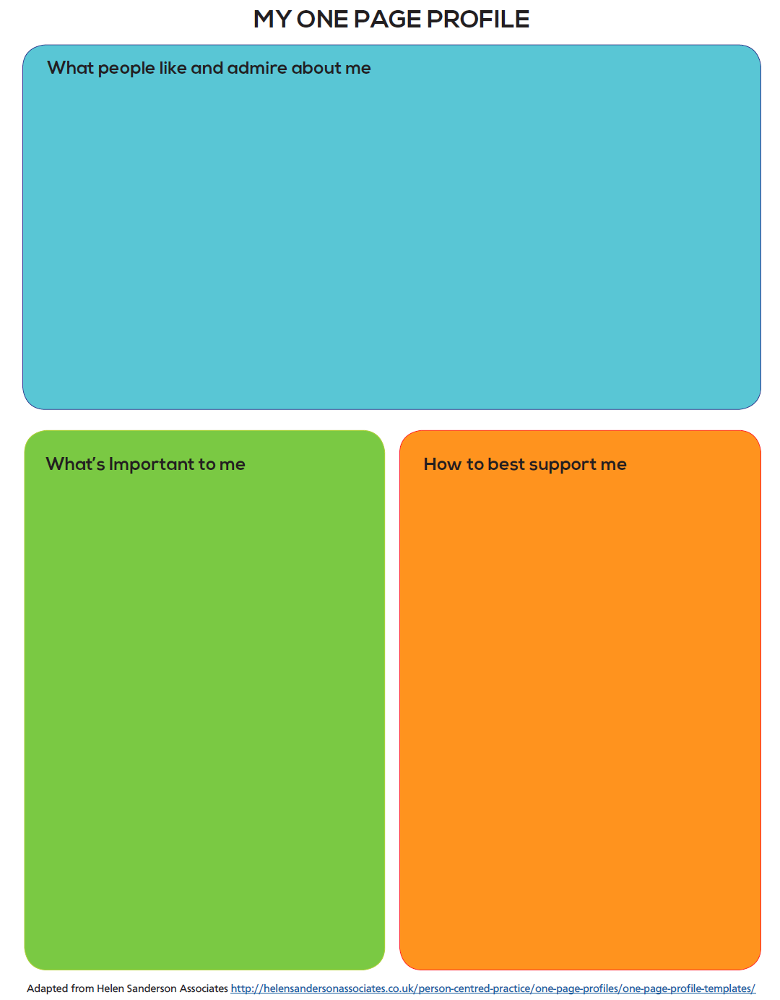 MY ONE PAGE PROFILE
What people like and admire about me
What’s Important to me
How to best support me
Adapted from Helen Sanderson Associates http://helensandersonassociates.co.uk/person-centred-practice/one-page-profiles/one-page-profile-templates/